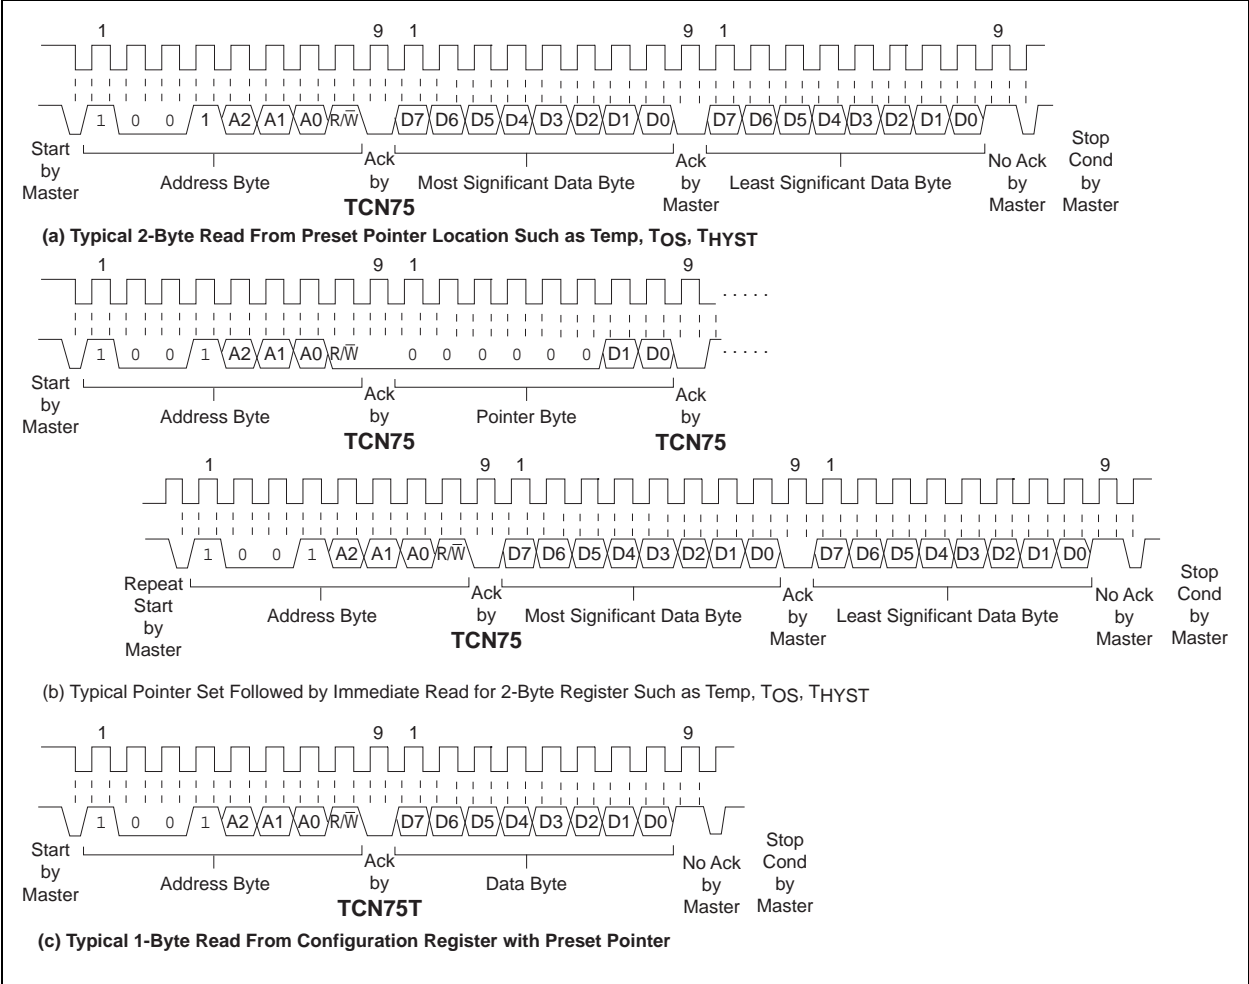 1 9 1 9 1 9
1 0 0 1 A2 A1 A0 R/W̅ D7 D6 D5 D4 D3 D2 D1 D0 D7 D6 D5 D4 D3 D2 D1 D0
Start by Master
Address Byte
Ack by TCN75
Most Significant Data Byte
Ack by Master
Least Significant Data Byte
No Ack by Master
Stop Cond by Master
(a) Typical 2-Byte Read From Preset Pointer Location Such as Temp, TOS, THYST
1 9 1 9
1 0 0 1 A2 A1 A0 R/W̅ 0 0 0 0 0 0 D1 D0
Start by Master
Address Byte
Ack by TCN75
Pointer Byte
Ack by TCN75
1 9 1 9 1 9
1 0 0 1 A2 A1 A0 R/W̅ D7 D6 D5 D4 D3 D2 D1 D0 D7 D6 D5 D4 D3 D2 D1 D0
Repeat Start by Master
Address Byte
Ack by TCN75
Most Significant Data Byte
Ack by Master
Least Significant Data Byte
No Ack by Master
Stop Cond by Master
(b) Typical Pointer Set Followed by Immediate Read for 2-Byte Register Such as Temp, TOS, THYST
1 9 1 9
1 0 0 1 A2 A1 A0 R/W̅ D7 D6 D5 D4 D3 D2 D1 D0
Start by Master
Address Byte
Ack by TCN75T
Data Byte
No Ack by Master
Stop Cond by Master
(c) Typical 1-Byte Read From Configuration Register with Preset Pointer